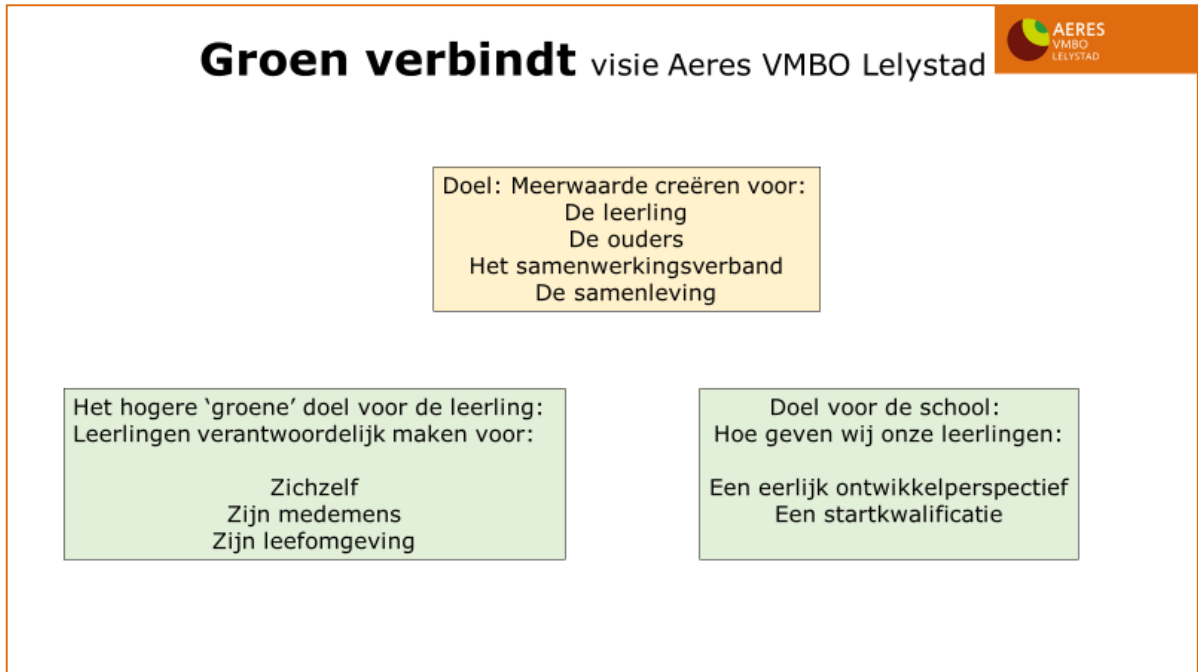 Groen verbindt visie Aeres VMBO Lelystad
AERES
VMBO
LELYSTAD
Doel: Meerwaarde creëren voor:
De leerling
De ouders
Het samenwerkingsverband
De samenleving
Het hogere ‘groene’ doel voor de leerling:
Leerlingen verantwoordelijk maken voor:
Zichzelf
Zijn medemens
Zijn leefomgeving
Doel voor de school:
Hoe geven wij onze leerlingen:
Een eerlijk ontwikkelperspectief
Een startkwalificatie